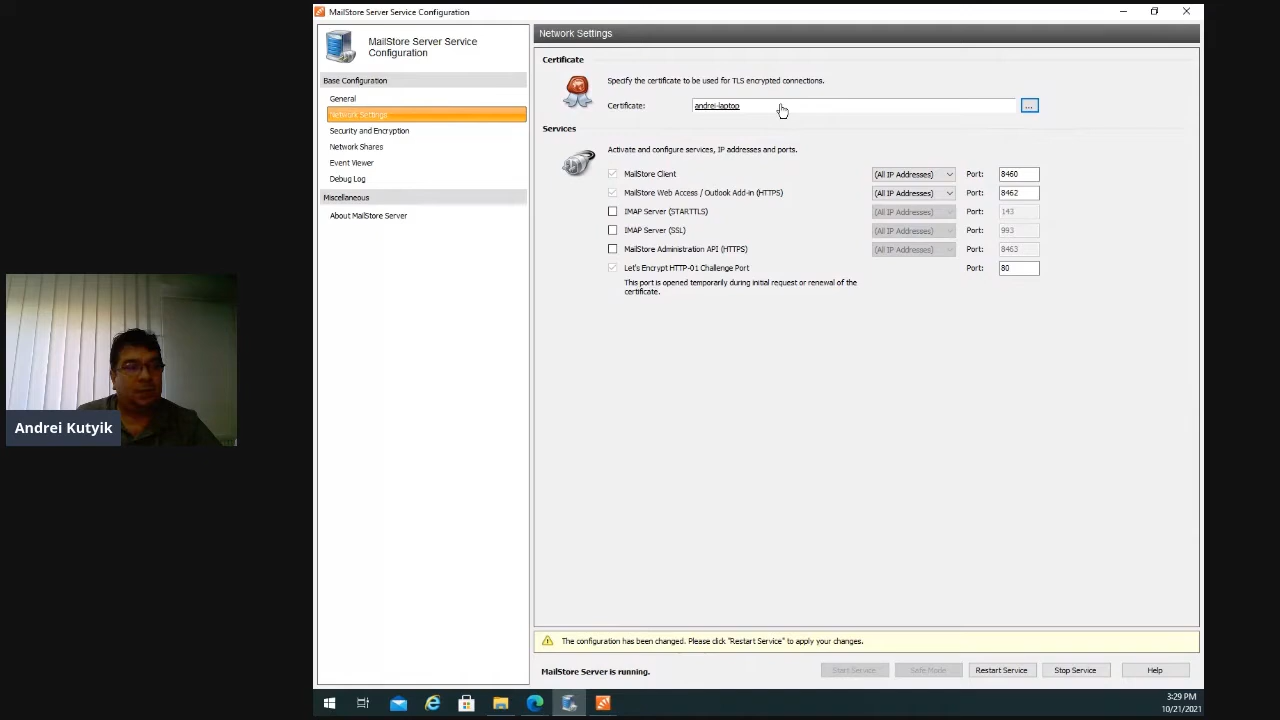 MailStore Server Service Configuration
MailStore Server Service
Configuration
Base Configuration
General
Network Settings
Security and Encryption
Network Shares
Event Viewer
Debug Log
Miscellaneous
About MailStore Server
Network Settings
Certificate
Specify the certificate to be used for TLS encrypted connections.
Certificate: andrei-laptop ...
Services
Activate and configure services, IP addresses and ports.
MailStore Client (All IP Addresses) Port: 8460
MailStore Web Access / Outlook Add-in (HTTPS) (All IP Addresses) Port: 8462
IMAP Server (STARTTLS) (All IP Addresses) Port: 143
IMAP Server (SSL) (All IP Addresses) Port: 993
MailStore Administration API (HTTPS) (All IP Addresses) Port: 8463
Let's Encrypt HTTP-01 Challenge Port Port: 80
This port is opened temporarily during initial request or renewal of the
certificate.
The configuration has been changed. Please click "Restart Service" to apply your changes.
MailStore Server is running. Start Service Safe Mode Restart Service Stop Service Help
Andrei Kutyik
3:29 PM
10/21/2021